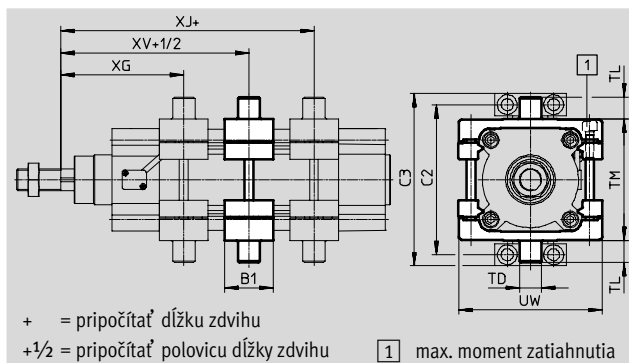 XJ+
XV+1/2
XG
B1
C3
C2
1
TL
TM
TL
TD
UW
+ = pripočítať dĺžku zdvihu
+½ = pripočítať polovicu dĺžky zdvihu
1 max. moment zatiahnutia